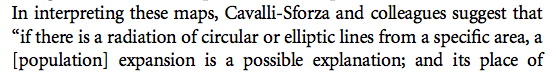 In interpreting these maps, Cavalli-Sforza and colleagues suggest that
“if there is a radiation of circular or elliptic lines from a specific area, a
[population] expansion is a possible explanation; and its place of